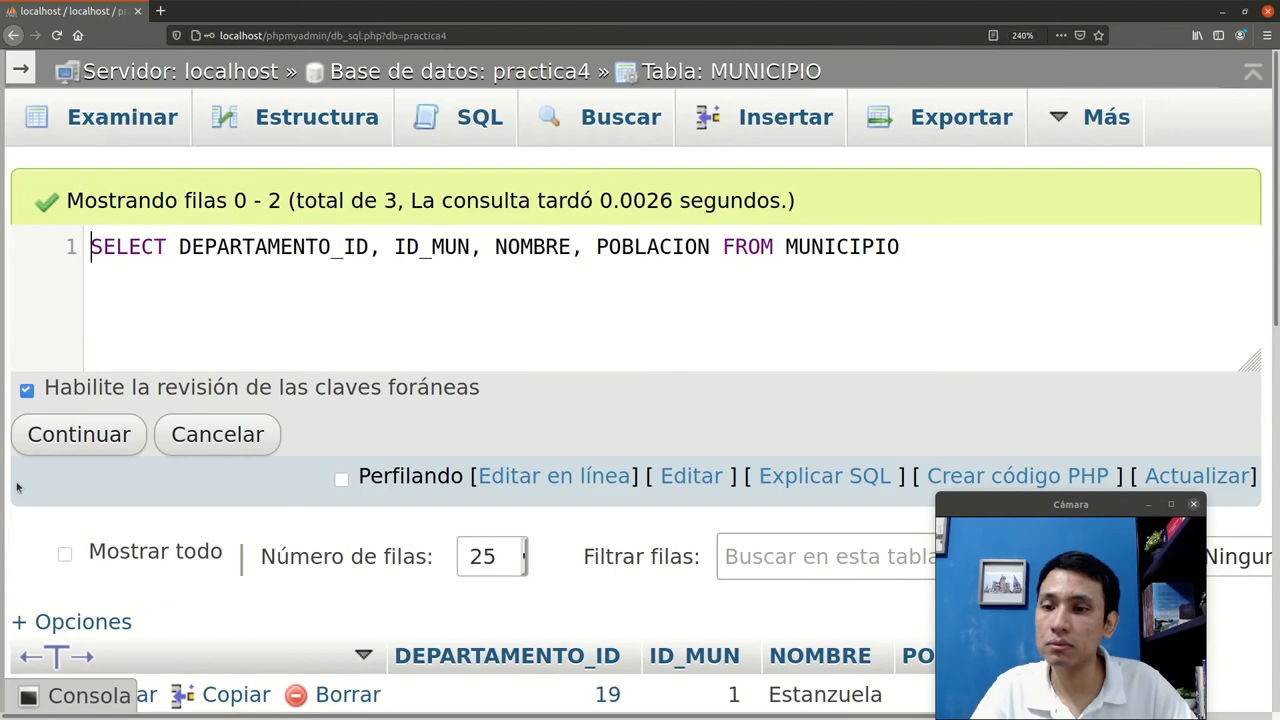 localhost / localhost / pr
localhost/phpmyadmin/db_sql.php?db=practica4
240%
Servidor: localhost » Base de datos: practica4 » Tabla: MUNICIPIO
Examinar Estructura SQL Buscar Insertar Exportar Más
Mostrando filas 0 - 2 (total de 3, La consulta tardó 0.0026 segundos.)
1 SELECT DEPARTAMENTO_ID, ID_MUN, NOMBRE, POBLACION FROM MUNICIPIO
Habilite la revisión de las claves foráneas
Continuar Cancelar
Perfilando [Editar en línea] [ Editar ] [ Explicar SQL ] [ Crear código PHP ] [ Actualizar]
Cámara
Mostrar todo Número de filas: 25 Filtrar filas: Buscar en esta tabla Ningun
+ Opciones
←T→ DEPARTAMENTO_ID ID_MUN NOMBRE PO
Consola ar Copiar Borrar 19 1 Estanzuela